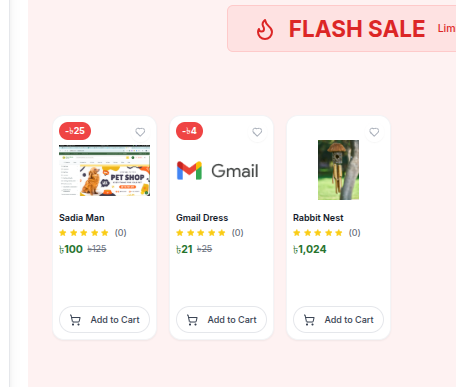 FLASH SALE Lim
-৳25
-৳4
PET SHOP
Gmail
Sadia Man
Gmail Dress
Rabbit Nest
(0)
(0)
(0)
৳100 ৳125
৳21 ৳25
৳1,024
Add to Cart
Add to Cart
Add to Cart